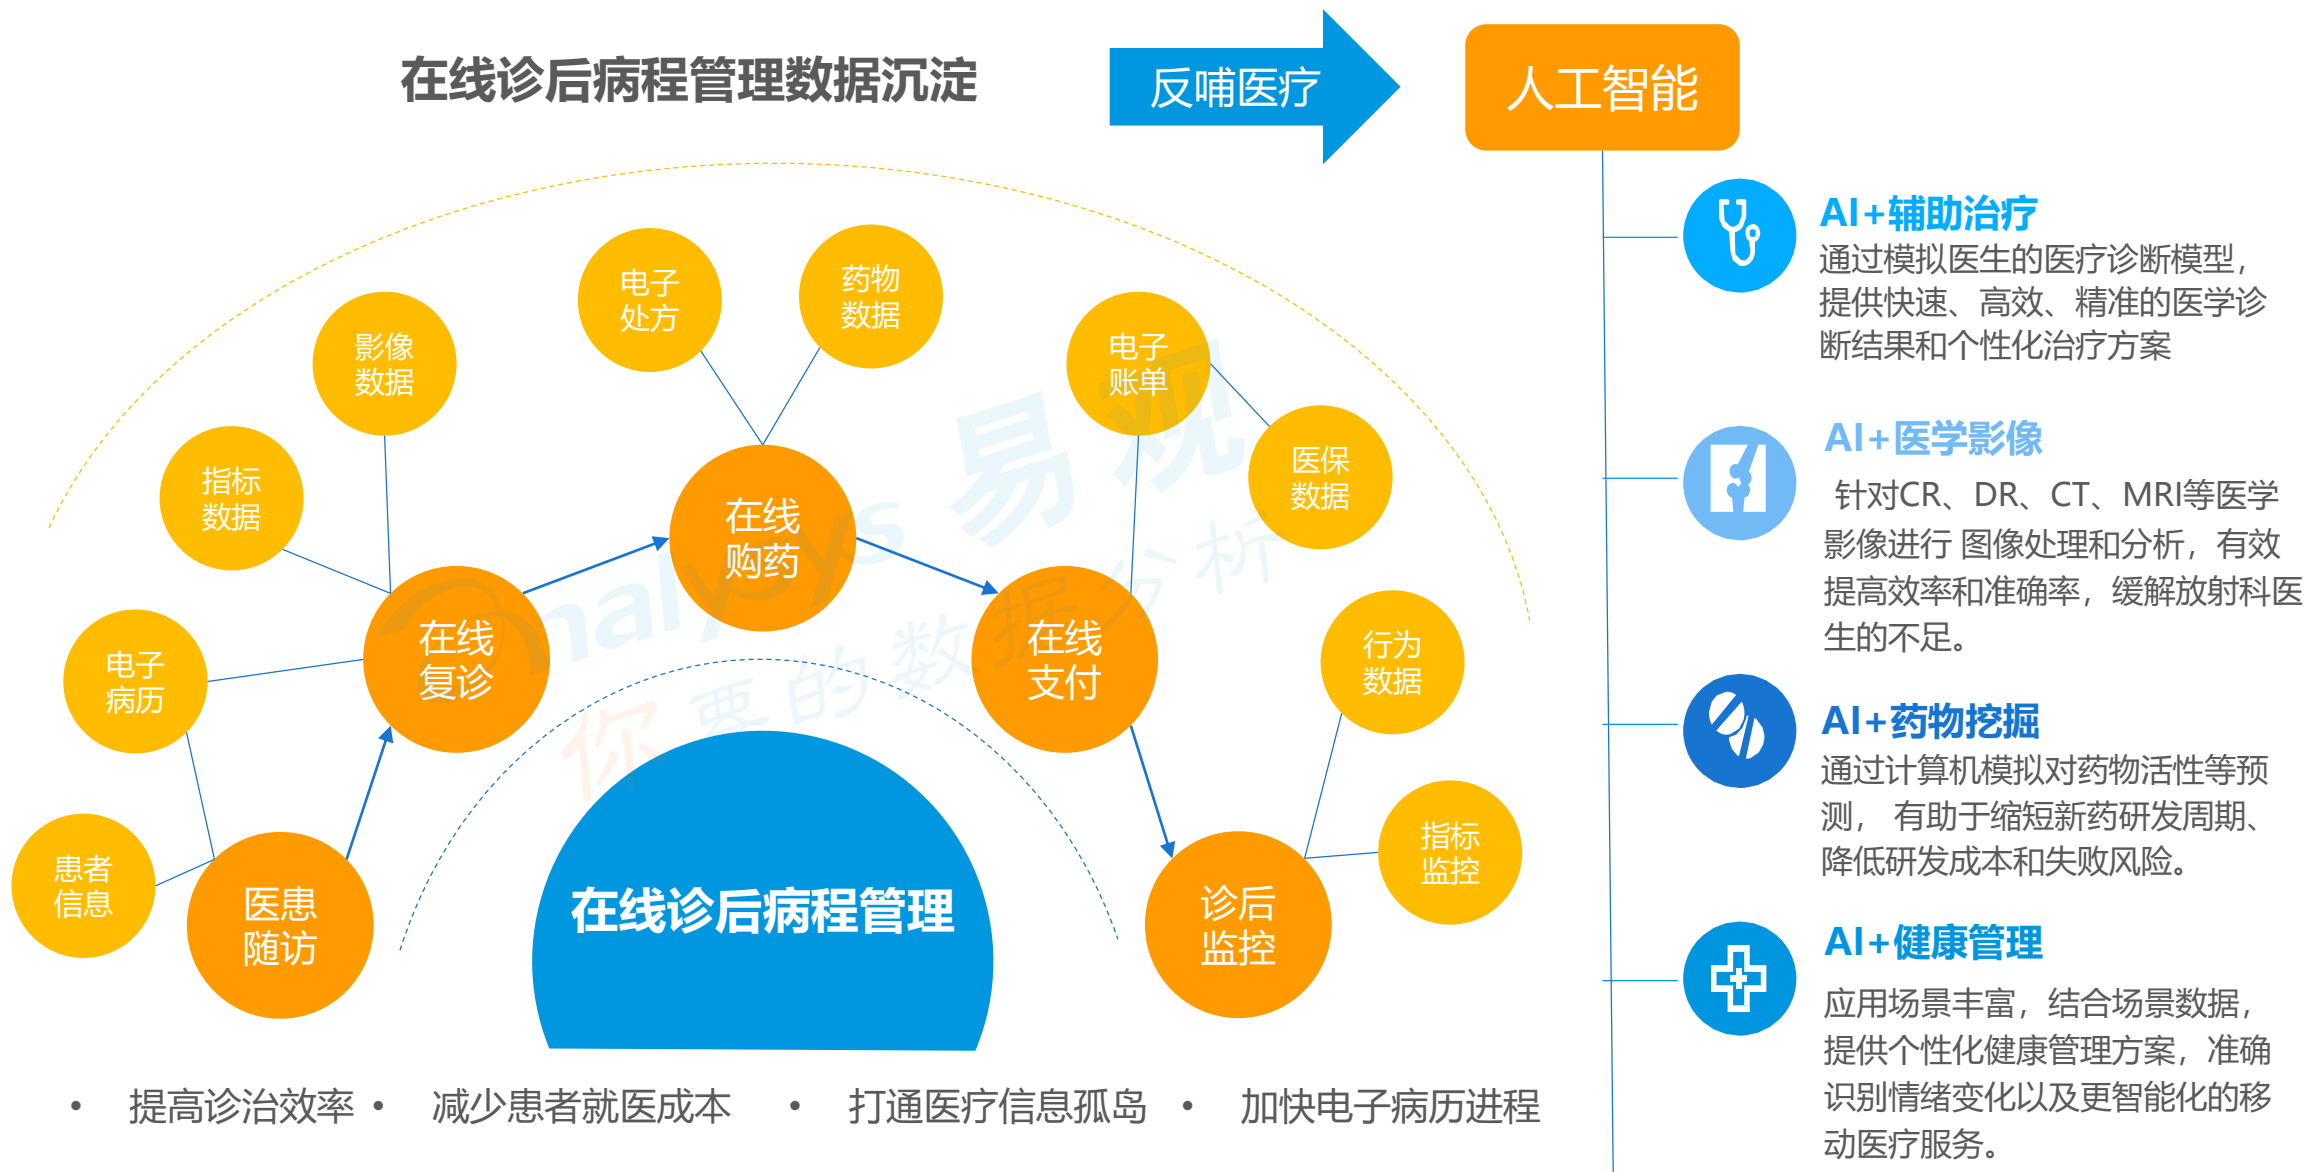 在线诊后病程管理数据沉淀
反哺医疗
人工智能
电子
处方
药物
数据
影像
数据
电子
账单
指标
数据
医保
数据
在线
购药
在线
复诊
在线
支付
电子
病历
行为
数据
患者
信息
医患
随访
指标
监控
诊后
监控
在线诊后病程管理
• 提高诊治效率 • 减少患者就医成本 • 打通医疗信息孤岛 • 加快电子病历进程
AI+辅助治疗
通过模拟医生的医疗诊断模型，
提供快速、高效、精准的医学诊
断结果和个性化治疗方案
AI+医学影像
针对CR、DR、CT、MRI等医学
影像进行 图像处理和分析，有效
提高效率和准确率，缓解放射科医
生的不足。
AI+药物挖掘
通过计算机模拟对药物活性等预
测， 有助于缩短新药研发周期、
降低研发成本和失败风险。
AI+健康管理
应用场景丰富，结合场景数据，
提供个性化健康管理方案，准确
识别情绪变化以及更智能化的移
动医疗服务。
nalysys 易观
你要的数据分析